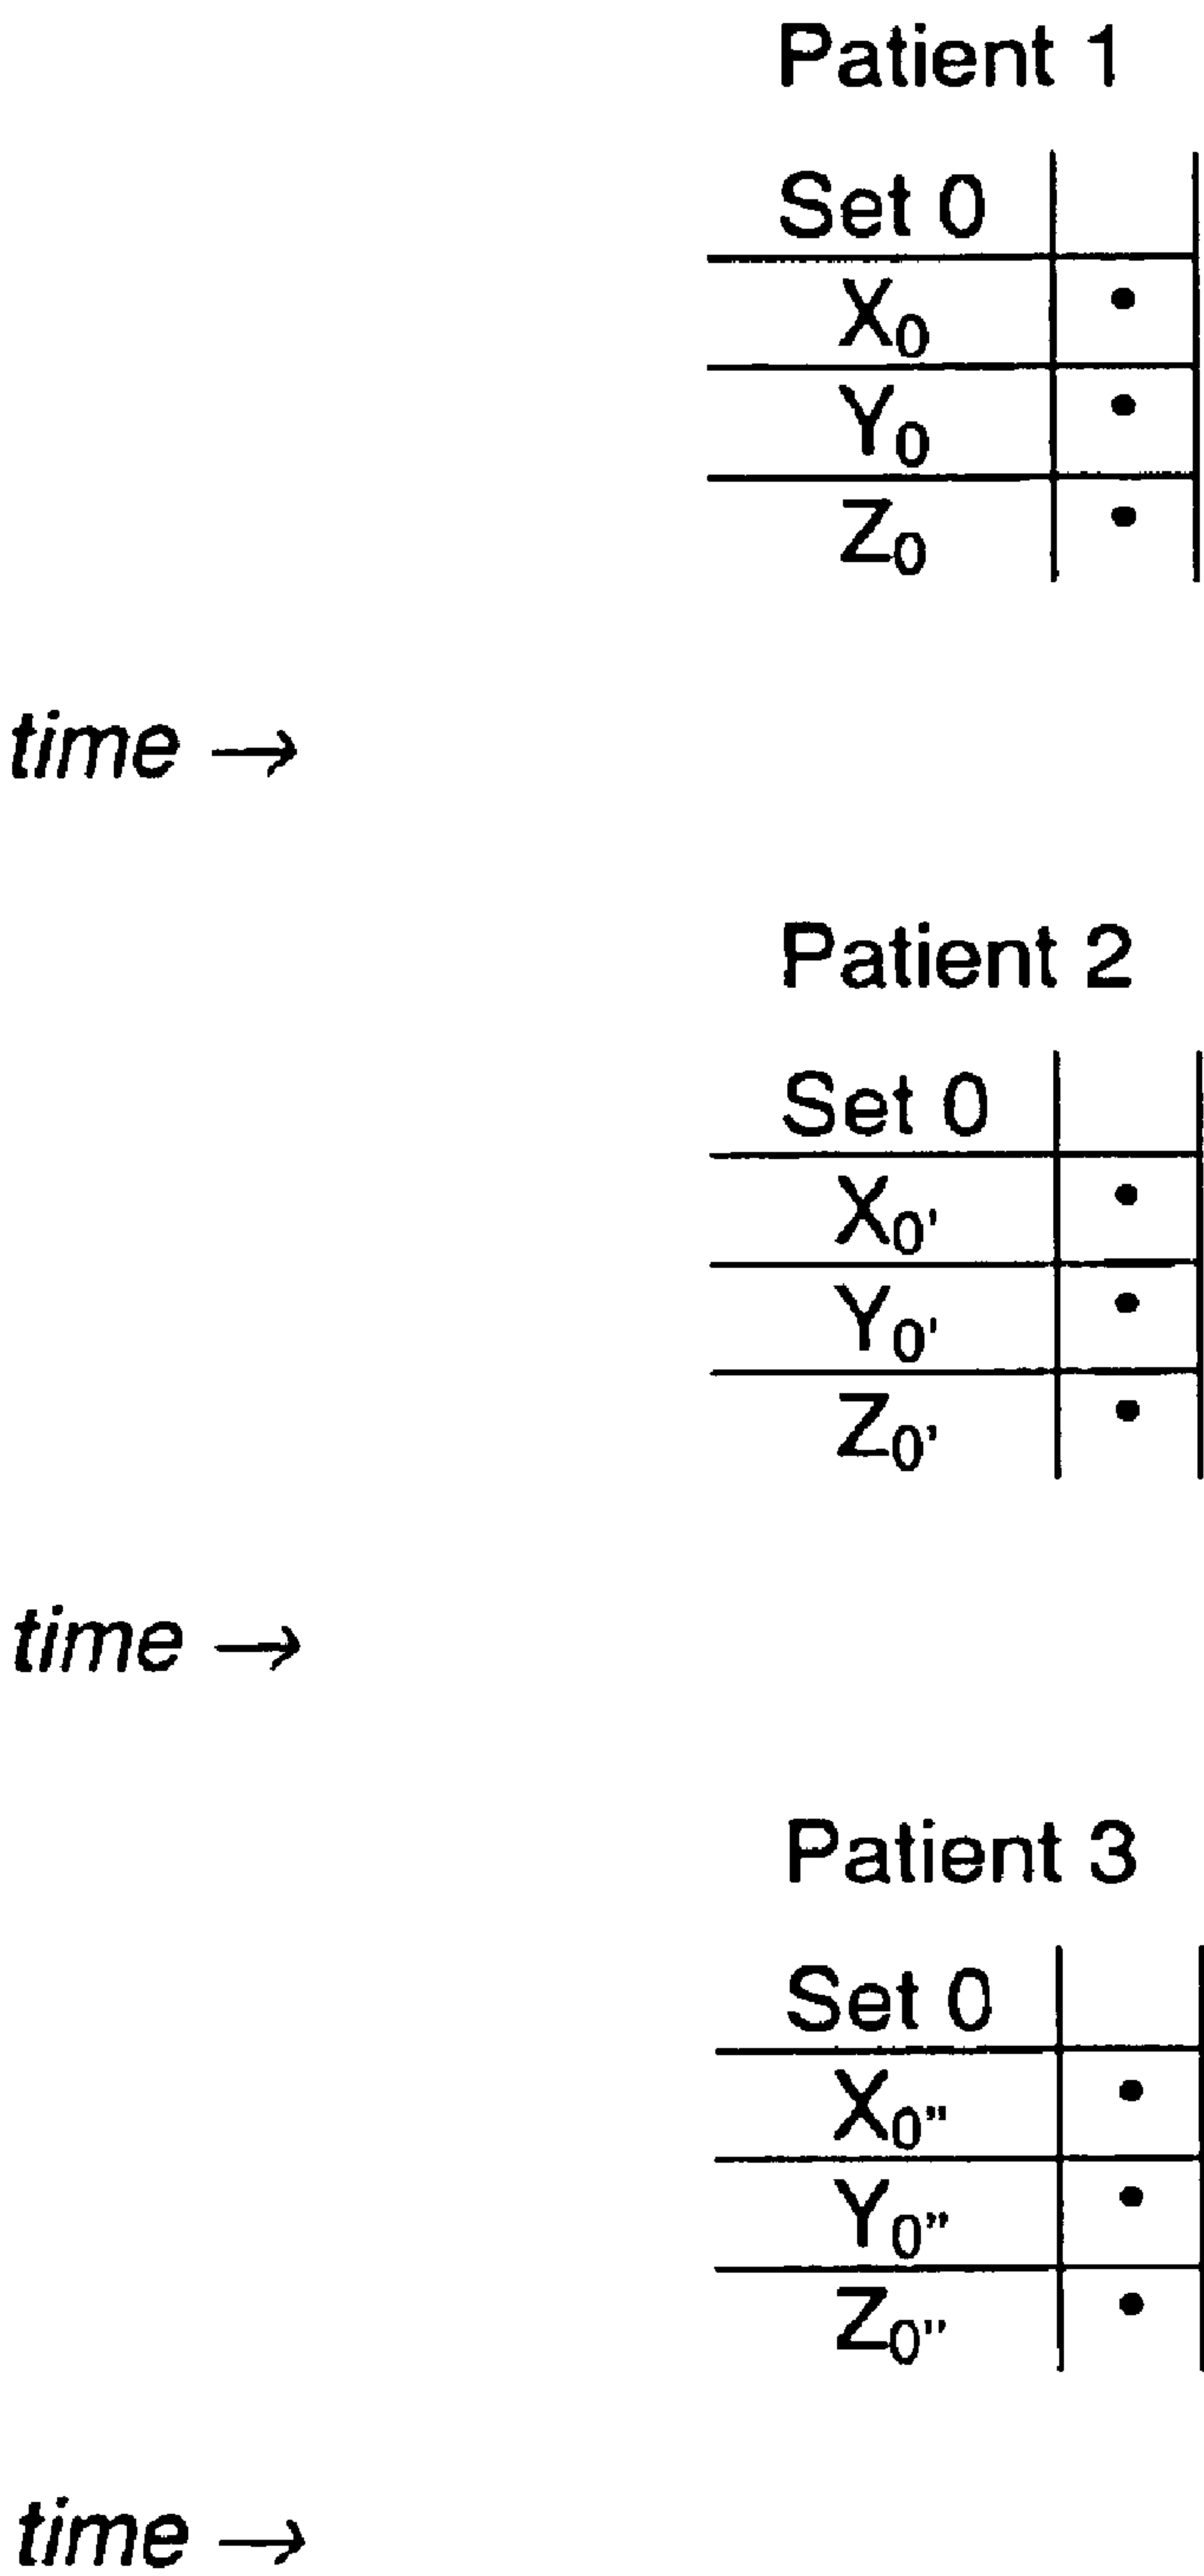 Patient 1
Set 0
X₀ •
Y₀ •
Z₀ •
time →
Patient 2
Set 0
X₀' •
Y₀' •
Z₀' •
time →
Patient 3
Set 0
X₀" •
Y₀" •
Z₀" •
time →